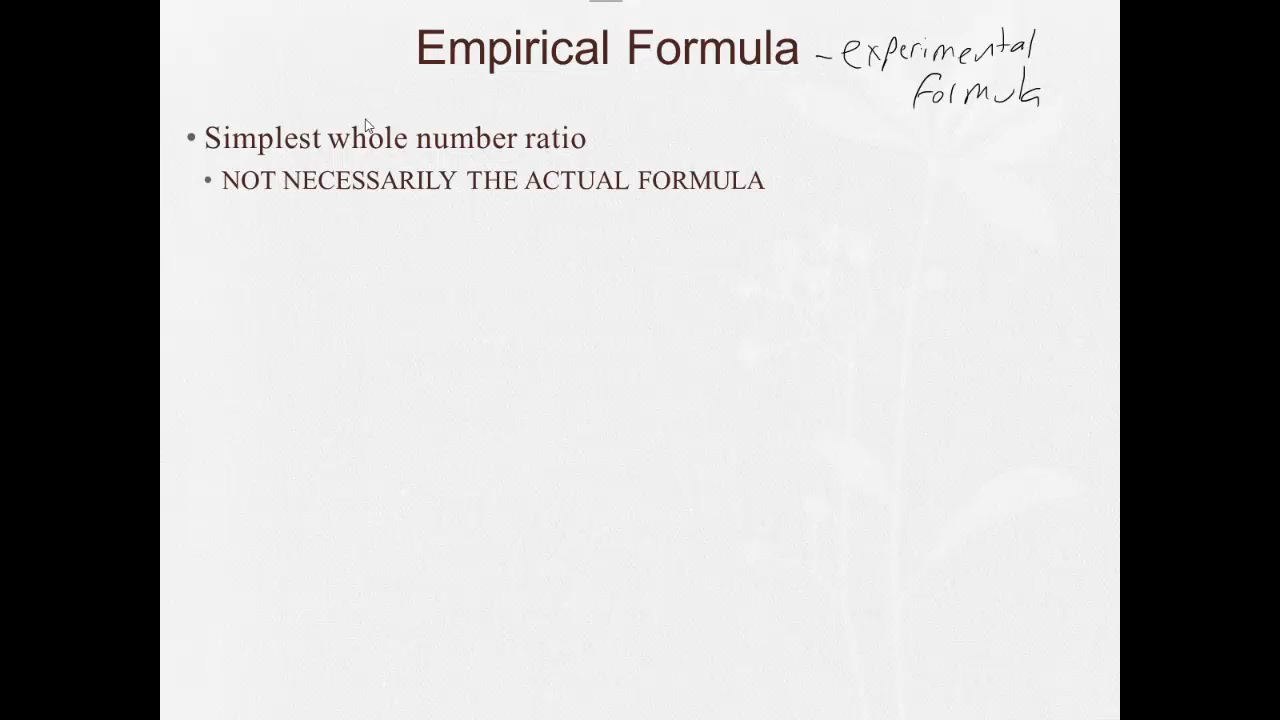 Empirical Formula - experimental
formula
• Simplest whole number ratio
• NOT NECESSARILY THE ACTUAL FORMULA